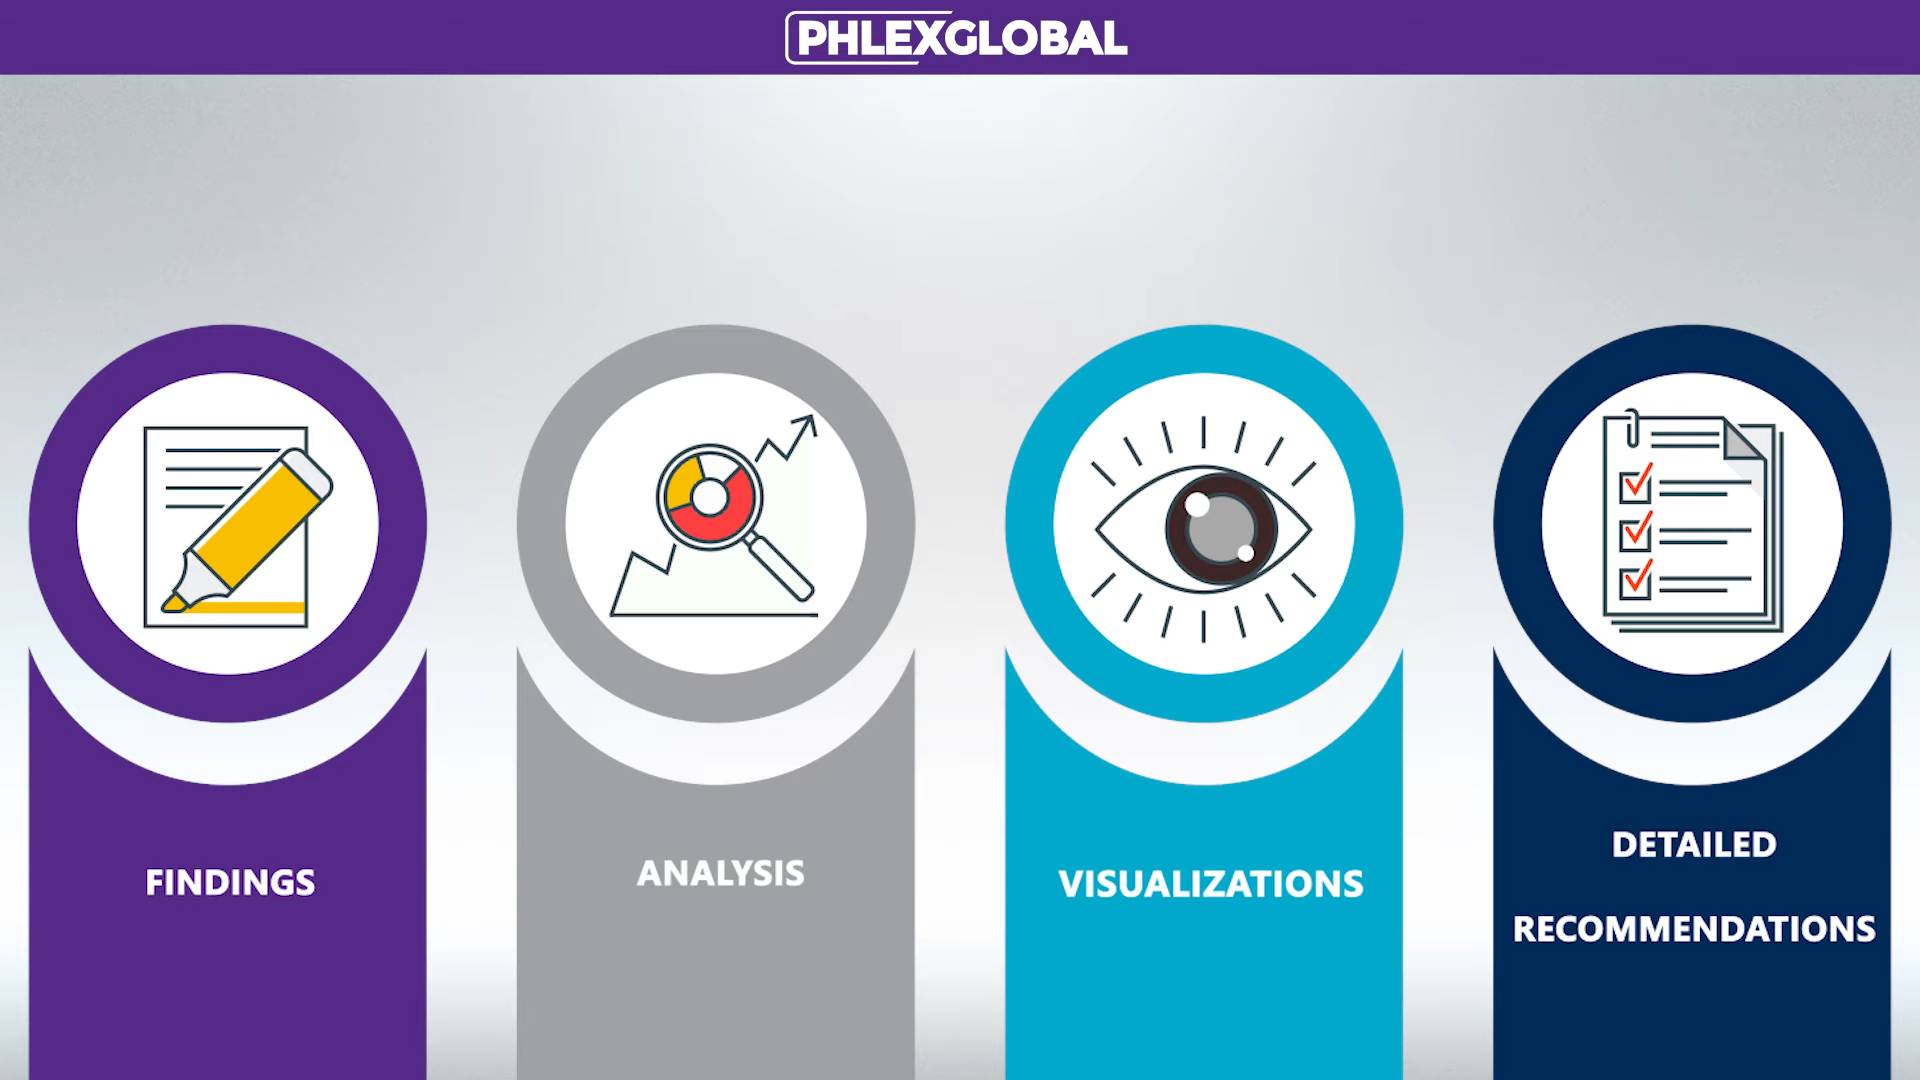 PHLEXGLOBAL
FINDINGS
ANALYSIS
VISUALIZATIONS
DETAILED
RECOMMENDATIONS